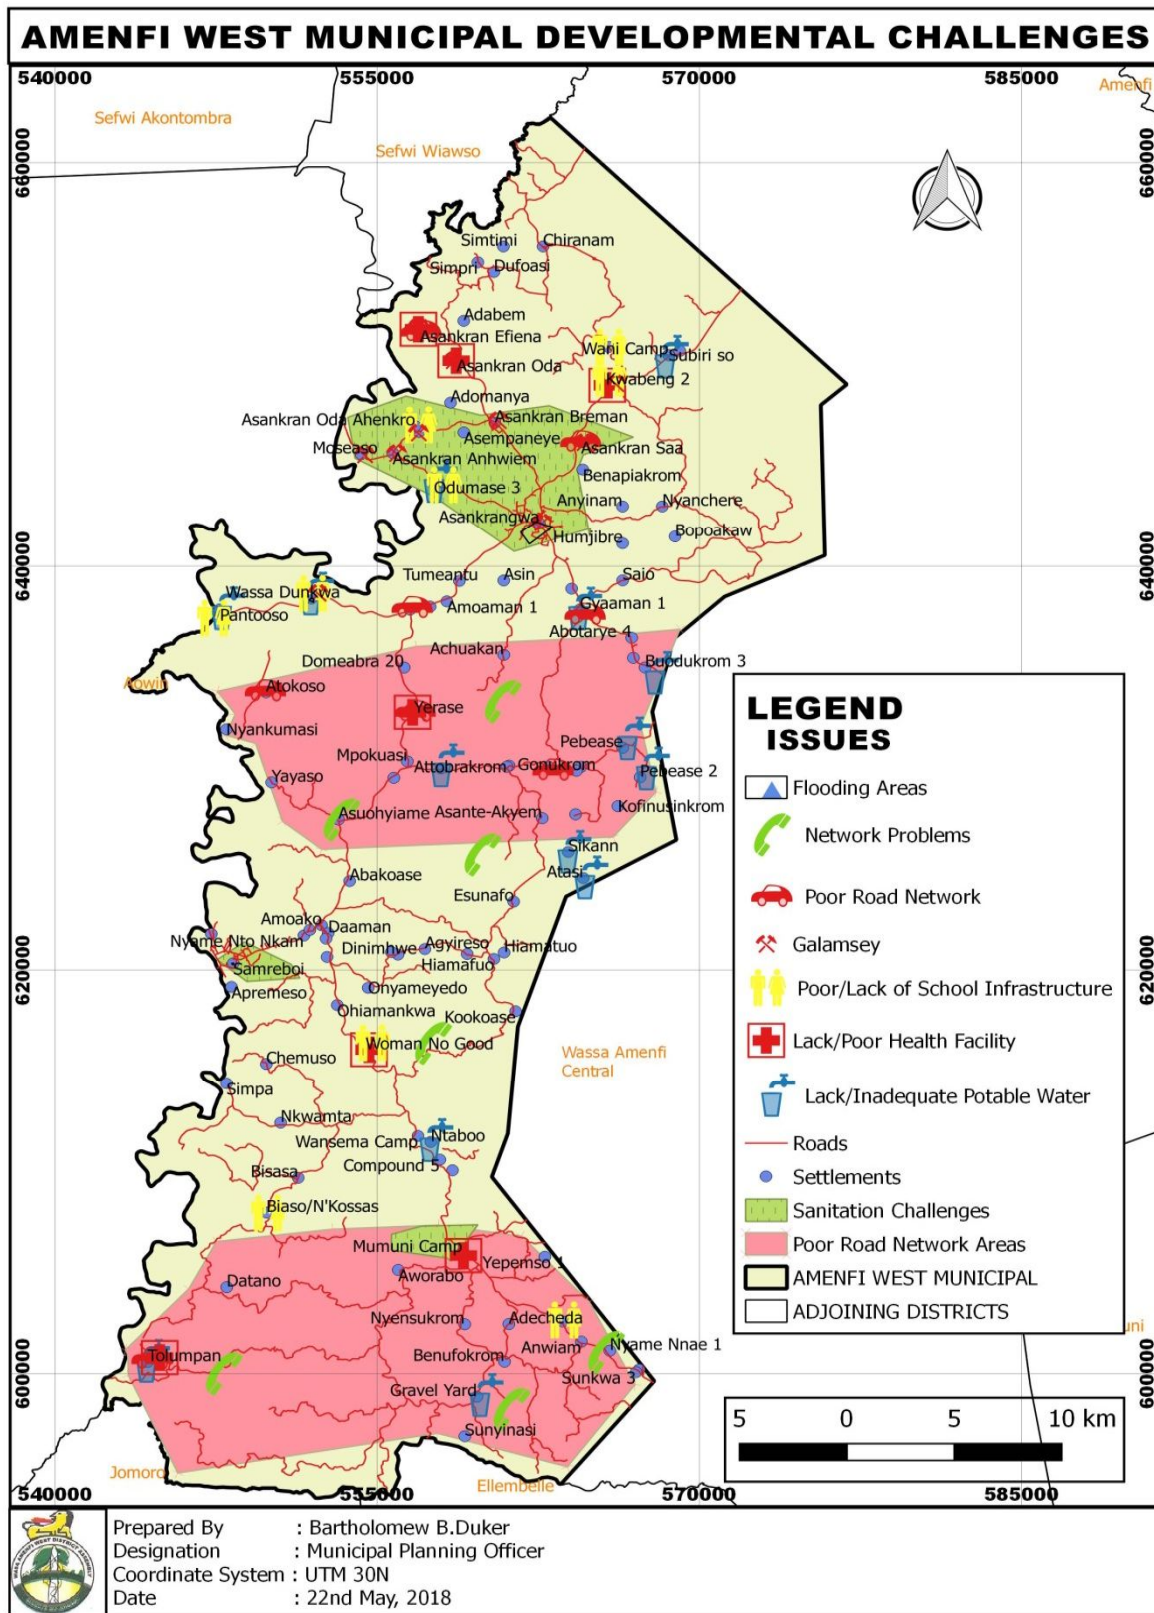 AMENFI WEST MUNICIPAL DEVELOPMENTAL CHALLENGES
540000
555000
570000
585000
Amenfi
Sefwi Akontombra
Sefwi Wiawso
660000
660000
Simtimi
Chiranam
Simpri
Dufoasi
Adabem
Asankran Efiena
Wani Camp
Subiri so
Asankran Oda
Kwabeng 2
Adomanya
Asankran Oda Ahenkro
Asankran Breman
Asempaneye
Moseaso
Asankran Anhwiem
Asankran Saa
Benapiakrom
Odumase 3
Anyinam
Nyanchere
Asankrangwa
Humjibre
Bopoakaw
640000
640000
Tumeantu
Asin
Saio
Wassa Dunkwa
Pantooso
Amoaman 1
Gyaaman 1
Abotarye 4
Achuakan
Domeabra 20
Buodukrom 3
Aowin
Atokoso
Yerase
Nyankumasi
Pebease
Mpokuasi
Attobrakrom
Gonukrom
Pebease 2
Yayaso
Asuohyiame
Asante-Akyem
Kofinusinkrom
Sikann
Atasi
Abakoase
Esunafo
Amoako
Daaman
Nyame Nto Nkam
Dinimhwe
Agyireso
Hiamatuo
Samreboi
Hiamafuo
620000
620000
Apremeso
Onyameyedo
Ohiamankwa
Kookoase
Woman No Good
Wassa Amenfi
Central
Chemuso
Simpa
Nkwamta
Wansema Camp
Ntaboo
Compound 5
Bisasa
Biaso/N'Kossas
Mumuni Camp
Yepemso 1
Aworabo
Datano
Nyensukrom
Adecheda
Anwiam
Nyame Nnae 1
Tolumpan
Benufokrom
Sunkwa 3
600000
600000
Gravel Yard
Sunyinasi
Jomoro
Ellembelle
uni
540000
555000
570000
585000
LEGEND
ISSUES
Flooding Areas
Network Problems
Poor Road Network
Galamsey
Poor/Lack of School Infrastructure
Lack/Poor Health Facility
Lack/Inadequate Potable Water
Roads
Settlements
Sanitation Challenges
Poor Road Network Areas
AMENFI WEST MUNICIPAL
ADJOINING DISTRICTS
5 0 5 10 km
Prepared By : Bartholomew B.Duker
Designation : Municipal Planning Officer
Coordinate System : UTM 30N
Date : 22nd May, 2018